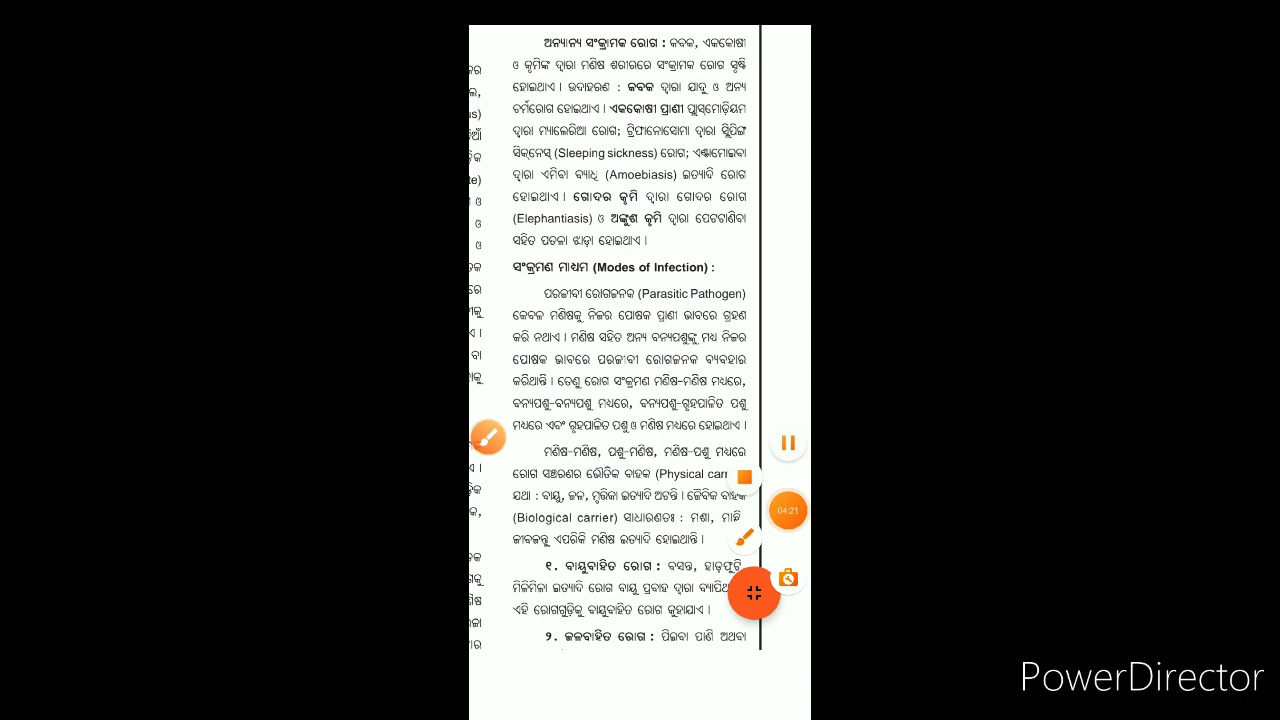 ଅନ୍ୟାନ୍ୟ ସଂକ୍ରାମକ ରୋଗ : କବକ, ଏକକୋଷୀ
ଓ କୃମିଙ୍କ ଦ୍ୱାରା ମଣିଷ ଶରୀରରେ ସଂକ୍ରାମକ ରୋଗ ସୃଷ୍ଟି
ହୋଇଥାଏ । ଉଦାହରଣ : କବକ ଦ୍ୱାରା ଯାଦୁ ଓ ଅନ୍ୟ
ଚର୍ମରୋଗ ହୋଇଥାଏ । ଏକକୋଷୀ ପ୍ରାଣୀ ପ୍ଲାସ୍‌ମୋଡ଼ିୟମ
ଦ୍ୱାରା ମ୍ୟାଲେରିଆ ରୋଗ; ଟ୍ରିଫାନୋସୋମା ଦ୍ୱାରା ସ୍ଲିପିଙ୍ଗ
ସିକ୍‌ନେସ୍ (Sleeping sickness) ରୋଗ; ଏଣ୍ଟାମୋଇବା
ଦ୍ୱାରା ଏମିବା ବ୍ୟାଧି (Amoebiasis) ଇତ୍ୟାଦି ରୋଗ
ହୋଇଥାଏ । ଗୋଦର କୃମି ଦ୍ୱାରା ଗୋଦର ରୋଗ
(Elephantiasis) ଓ ଅଙ୍କୁଶ କୃମି ଦ୍ୱାରା ପେଟଟାଣିବା
ସହିତ ପତଳା ଝାଡ଼ା ହୋଇଥାଏ ।
ସଂକ୍ରମଣ ମାଧ୍ୟମ (Modes of Infection) :
ପରଜୀବୀ ରୋଗଜନକ (Parasitic Pathogen)
କେବଳ ମଣିଷକୁ ନିଜର ପୋଷକ ପ୍ରାଣୀ ଭାବରେ ଗ୍ରହଣ
କରି ନଥାଏ । ମଣିଷ ସହିତ ଅନ୍ୟ ବନ୍ୟପଶୁଙ୍କୁ ମଧ୍ୟ ନିଜର
ପୋଷକ ଭାବରେ ପରଜୀବୀ ରୋଗଜନକ ବ୍ୟବହାର
କରିଥାନ୍ତି । ତେଣୁ ରୋଗ ସଂକ୍ରମଣ ମଣିଷ-ମଣିଷ ମଧ୍ୟରେ,
ବନ୍ୟପଶୁ-ବନ୍ୟପଶୁ ମଧ୍ୟରେ, ବନ୍ୟପଶୁ-ଗୃହପାଳିତ ପଶୁ
ମଧ୍ୟରେ ଏବଂ ଗୃହପାଳିତ ପଶୁ ଓ ମଣିଷ ମଧ୍ୟରେ ହୋଇଥାଏ ।
ମଣିଷ-ମଣିଷ, ପଶୁ-ମଣିଷ, ମଣିଷ-ପଶୁ ମଧ୍ୟରେ
ରୋଗ ସଞ୍ଚରଣର ଭୌତିକ ବାହକ (Physical
ଯଥା : ବାୟୁ, ଜଳ, ମୃତ୍ତିକା ଇତ୍ୟାଦି ଅଟନ୍ତି । ଜୈବିକ ବାହକ
(Biological carrier) ସାଧାରଣତଃ : ମଶା, ମାଛି
ଜୀବଜନ୍ତୁ ଏପରିକି ମଣିଷ ଇତ୍ୟାଦି ହୋଇଥାନ୍ତି ।
୧. ବାୟୁବାହିତ ରୋଗ : ବସନ୍ତ, ହାଡ଼ଫୁଟି
ମିଳିମିଳା ଇତ୍ୟାଦି ରୋଗ ବାୟୁ ପ୍ରବାହ ଦ୍ୱାରା
ଏହି ରୋଗଗୁଡ଼ିକୁ ବାୟୁବାହିତ ରୋଗ କୁହାଯାଏ ।
୨. ଜଳବାହିତ ରୋଗ : ପିଇବା ପାଣି ଅଥବା
04:21
PowerDirector